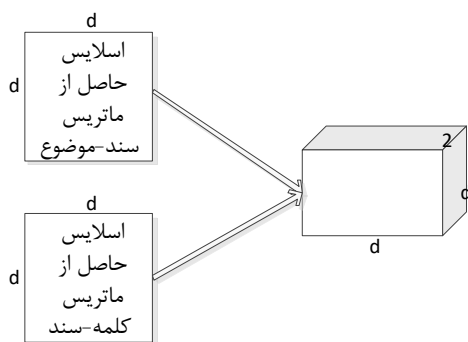 d
d
اسلایس
حاصل از
ماتریس
سند-موضوع
2
d
d
d
d
اسلایس
حاصل از
ماتریس
کلمه-سند